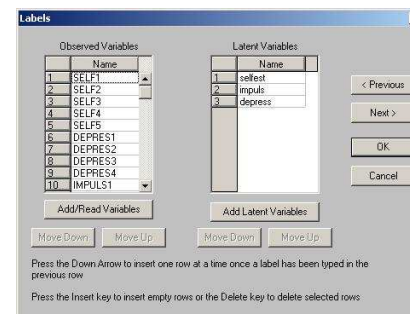 Labels
Observed Variables
Name
1 SELF1
2 SELF2
3 SELF3
4 SELF4
5 SELF5
6 DEPRES1
7 DEPRES2
8 DEPRES3
9 DEPRES4
10 IMPULS1
Add/Read Variables
Move Down Move Up
Latent Variables
Name
1 selfest
2 impuls
3 depress
Add Latent Variables
Move Down Move Up
< Previous
Next >
OK
Cancel
Press the Down Arrow to insert one row at a time once a label has been typed in the
previous row
Press the Insert key to insert empty rows or the Delete key to delete selected rows